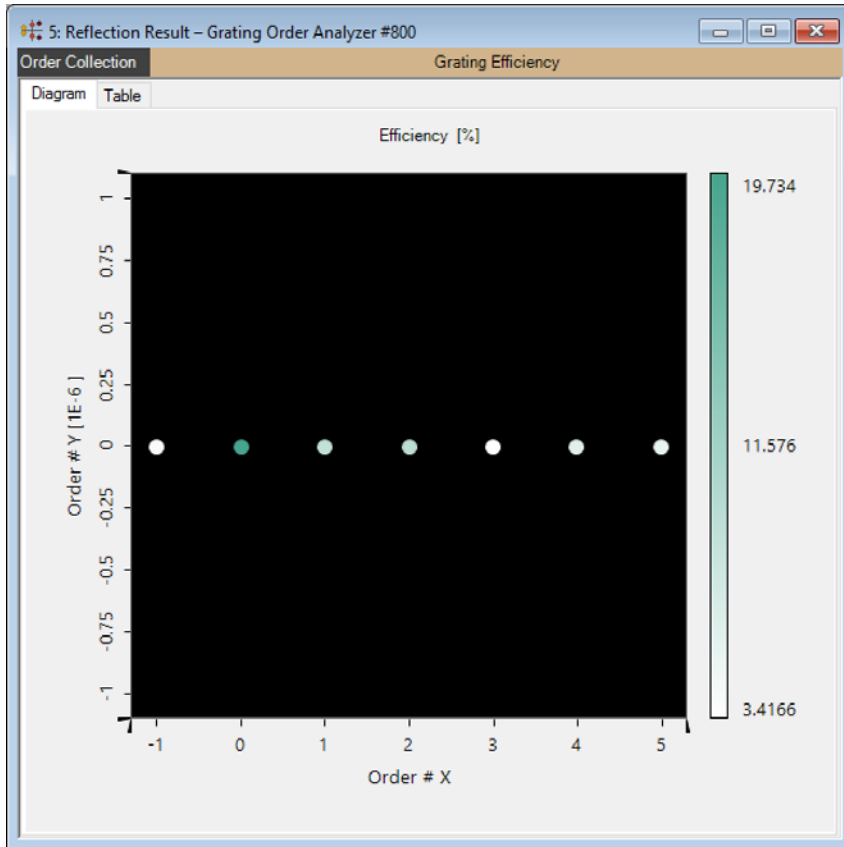 5: Reflection Result – Grating Order Analyzer #800
Order Collection
Grating Efficiency
Diagram
Table
Efficiency [%]
1
0.75
0.5
0.25
0
-0.25
-0.5
-0.75
-1
Order # Y [1E-6 ]
-1 0 1 2 3 4 5
Order # X
19.734
11.576
3.4166